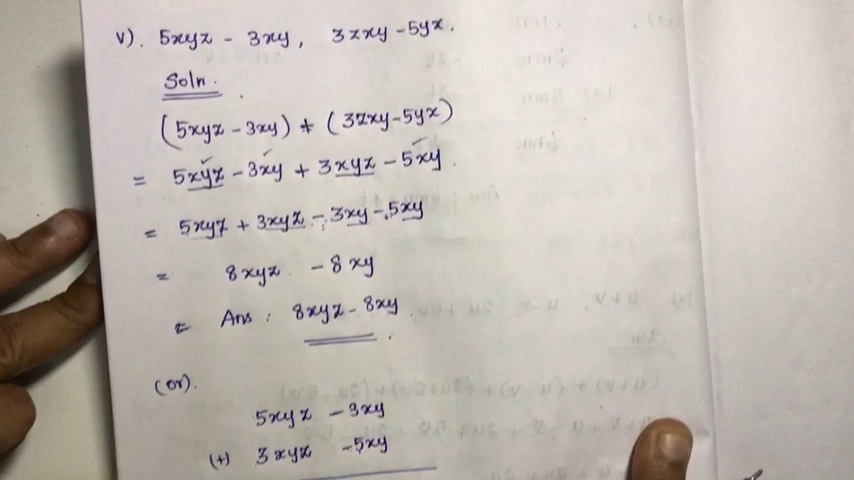 v). 5xyz - 3xy, 3zxy - 5yx.
Soln.
(5xyz - 3xy) + (3zxy - 5yx)
= 5xyz - 3xy + 3xyz - 5xy.
= 5xyz + 3xyz - 3xy - 5xy
= 8xyz - 8xy
= Ans : 8xyz - 8xy.
(or).
5xyz - 3xy
(+) 3xyz - 5xy